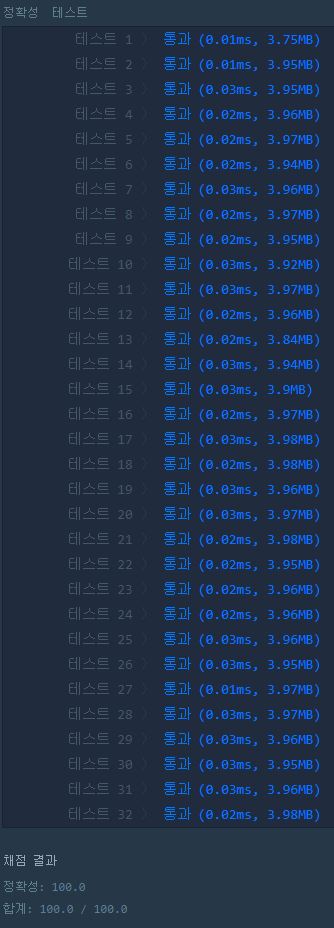 정확성 테스트
테스트 1 〉 통과 (0.01ms, 3.75MB)
테스트 2 〉 통과 (0.01ms, 3.95MB)
테스트 3 〉 통과 (0.03ms, 3.95MB)
테스트 4 〉 통과 (0.02ms, 3.96MB)
테스트 5 〉 통과 (0.02ms, 3.97MB)
테스트 6 〉 통과 (0.02ms, 3.94MB)
테스트 7 〉 통과 (0.03ms, 3.96MB)
테스트 8 〉 통과 (0.02ms, 3.97MB)
테스트 9 〉 통과 (0.02ms, 3.95MB)
테스트 10 〉 통과 (0.03ms, 3.92MB)
테스트 11 〉 통과 (0.03ms, 3.97MB)
테스트 12 〉 통과 (0.02ms, 3.96MB)
테스트 13 〉 통과 (0.02ms, 3.84MB)
테스트 14 〉 통과 (0.03ms, 3.94MB)
테스트 15 〉 통과 (0.03ms, 3.9MB)
테스트 16 〉 통과 (0.02ms, 3.97MB)
테스트 17 〉 통과 (0.03ms, 3.98MB)
테스트 18 〉 통과 (0.02ms, 3.98MB)
테스트 19 〉 통과 (0.03ms, 3.96MB)
테스트 20 〉 통과 (0.03ms, 3.97MB)
테스트 21 〉 통과 (0.02ms, 3.98MB)
테스트 22 〉 통과 (0.02ms, 3.95MB)
테스트 23 〉 통과 (0.02ms, 3.96MB)
테스트 24 〉 통과 (0.02ms, 3.96MB)
테스트 25 〉 통과 (0.03ms, 3.96MB)
테스트 26 〉 통과 (0.03ms, 3.95MB)
테스트 27 〉 통과 (0.01ms, 3.97MB)
테스트 28 〉 통과 (0.03ms, 3.97MB)
테스트 29 〉 통과 (0.03ms, 3.96MB)
테스트 30 〉 통과 (0.03ms, 3.95MB)
테스트 31 〉 통과 (0.03ms, 3.96MB)
테스트 32 〉 통과 (0.02ms, 3.98MB)
채점 결과
정확성: 100.0
합계: 100.0 / 100.0